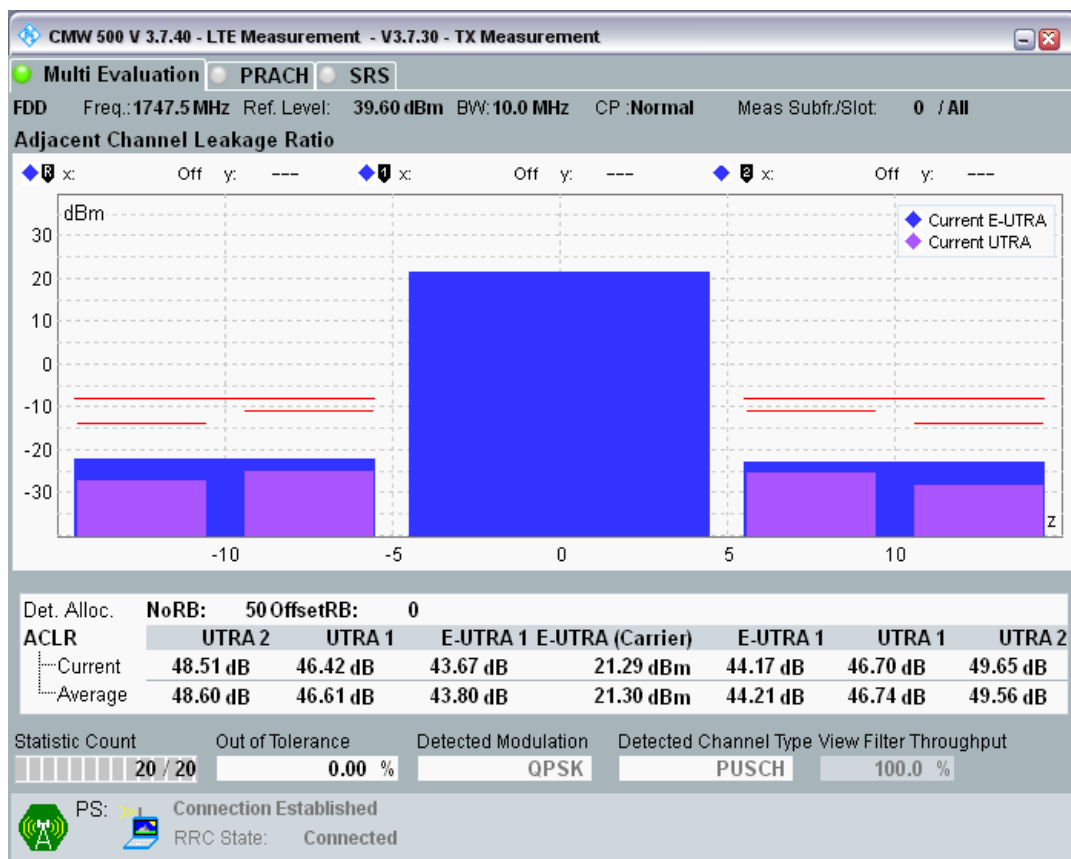 CMW 500 V 3.7.40 - LTE Measurement - V3.7.30 - TX Measurement
Multi Evaluation PRACH SRS
FDD Freq.: 1747.5 MHz Ref. Level: 39.60 dBm BW: 10.0 MHz CP :Normal Meas Subfr./Slot: 0 / All
Adjacent Channel Leakage Ratio
R x: Off y: --- 1 x: Off y: --- 2 x: Off y: ---
dBm
Current E-UTRA
Current UTRA
30
20
10
0
-10
-20
-30
z
-10 -5 0 5 10
Det. Alloc. NoRB: 50 OffsetRB: 0
ACLR UTRA 2 UTRA 1 E-UTRA 1 E-UTRA (Carrier) E-UTRA 1 UTRA 1 UTRA 2
Current 48.51 dB 46.42 dB 43.67 dB 21.29 dBm 44.17 dB 46.70 dB 49.65 dB
Average 48.60 dB 46.61 dB 43.80 dB 21.30 dBm 44.21 dB 46.74 dB 49.56 dB
Statistic Count Out of Tolerance Detected Modulation Detected Channel Type View Filter Throughput
20 / 20 0.00 % QPSK PUSCH 100.0 %
PS: Connection Established
RRC State: Connected